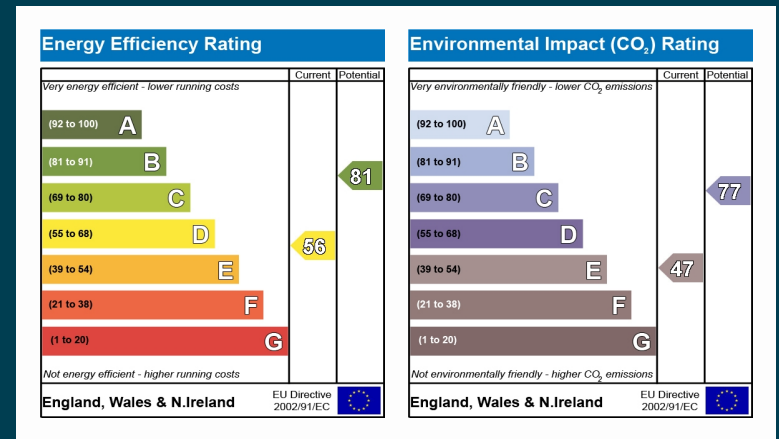 Energy Efficiency Rating
Current Potential
Very energy efficient - lower running costs
(92 to 100) A
(81 to 91) B
81
(69 to 80) C
(55 to 68) D
56
(39 to 54) E
(21 to 38) F
(1 to 20) G
Not energy efficient - higher running costs
England, Wales & N.Ireland
EU Directive
2002/91/EC
Environmental Impact (CO₂) Rating
Current Potential
Very environmentally friendly - lower CO₂ emissions
(92 to 100) A
(81 to 91) B
(69 to 80) C
77
(55 to 68) D
(39 to 54) E
47
(21 to 38) F
(1 to 20) G
Not environmentally friendly - higher CO₂ emissions
England, Wales & N.Ireland
EU Directive
2002/91/EC